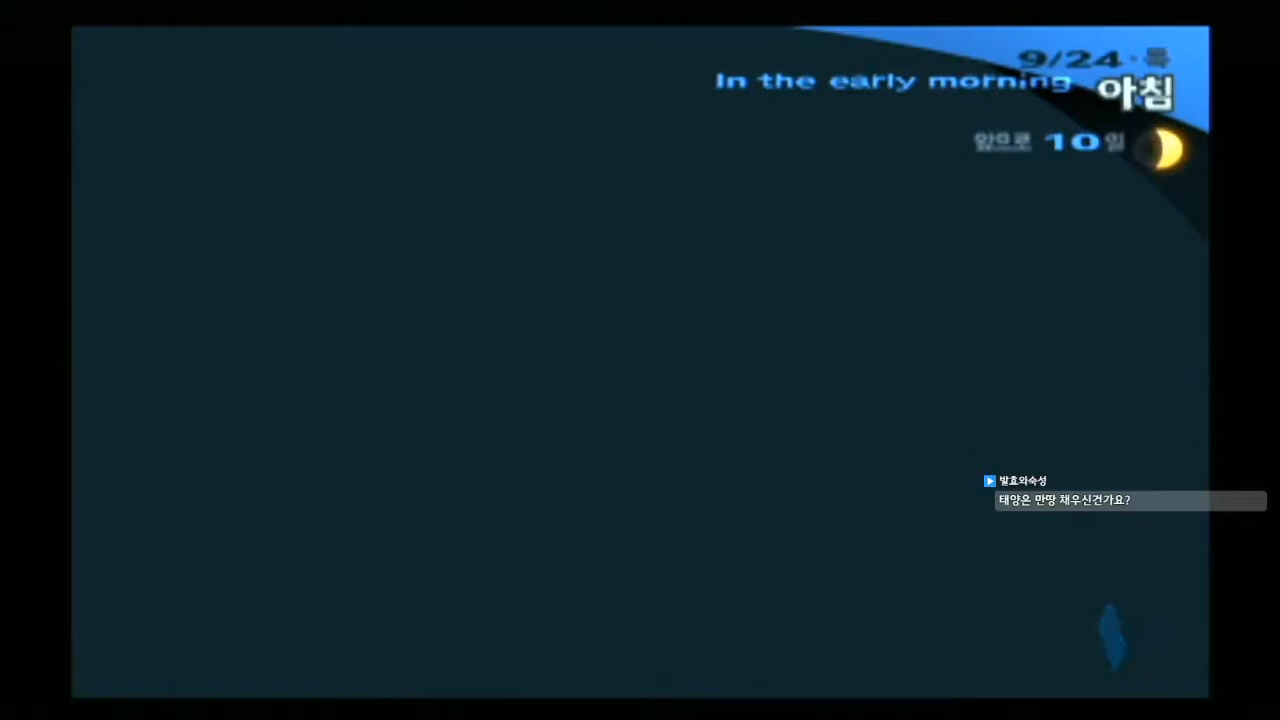 9/24·목
In the early morning 아침
앞으로 10일
발효와숙성
태양은 만땅 채우신건가요?